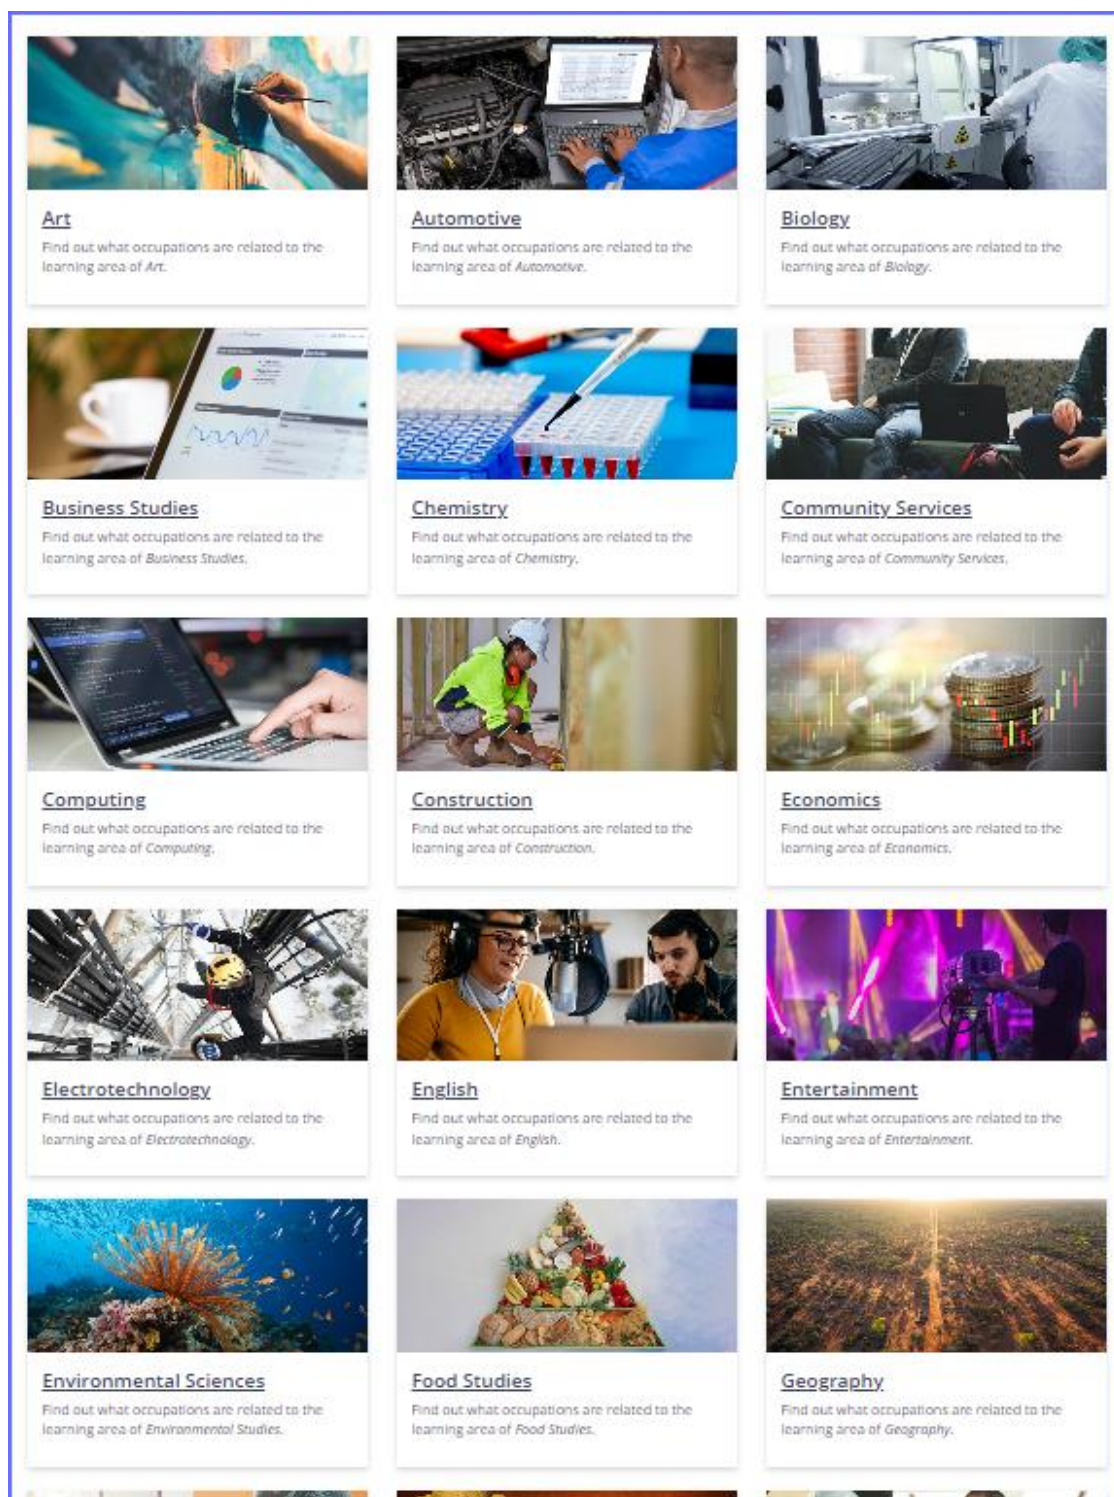 Art
Find out what occupations are related to the
learning area of Art.
Automotive
Find out what occupations are related to the
learning area of Automotive.
Biology
Find out what occupations are related to the
learning area of Biology.
Business Studies
Find out what occupations are related to the
learning area of Business Studies.
Chemistry
Find out what occupations are related to the
learning area of Chemistry.
Community Services
Find out what occupations are related to the
learning area of Community Services.
Computing
Find out what occupations are related to the
learning area of Computing.
Construction
Find out what occupations are related to the
learning area of Construction.
Economics
Find out what occupations are related to the
learning area of Economics.
Electrotechnology
Find out what occupations are related to the
learning area of Electrotechnology.
English
Find out what occupations are related to the
learning area of English.
Entertainment
Find out what occupations are related to the
learning area of Entertainment.
Environmental Sciences
Find out what occupations are related to the
learning area of Environmental Studies.
Food Studies
Find out what occupations are related to the
learning area of Food Studies.
Geography
Find out what occupations are related to the
learning area of Geography.